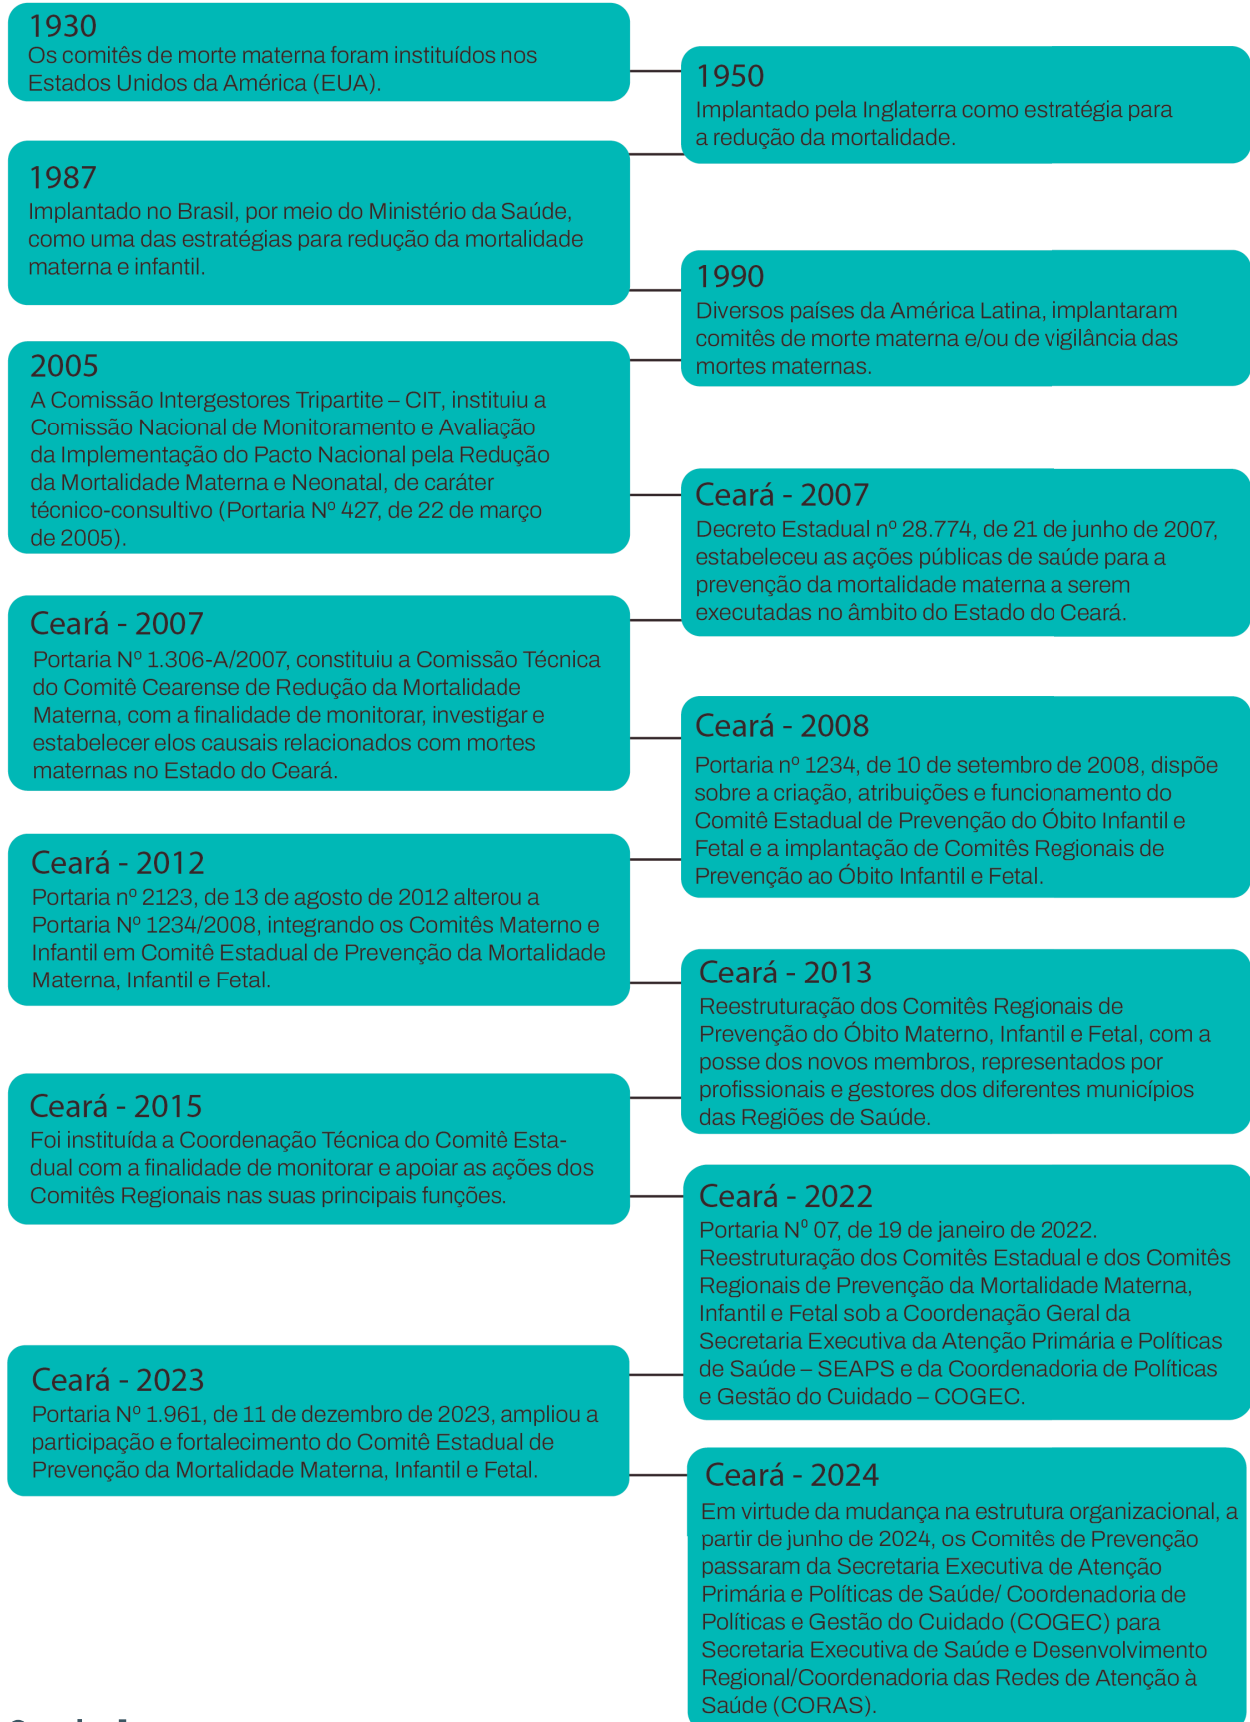 1930
Os comitês de morte materna foram instituídos nos
Estados Unidos da América (EUA).
1950
Implantado pela Inglaterra como estratégia para
a redução da mortalidade.
1987
Implantado no Brasil, por meio do Ministério da Saúde,
como uma das estratégias para redução da mortalidade
materna e infantil.
1990
Diversos países da América Latina, implantaram
comitês de morte materna e/ou de vigilância das
mortes maternas.
2005
A Comissão Intergestores Tripartite – CIT, instituiu a
Comissão Nacional de Monitoramento e Avaliação
da Implementação do Pacto Nacional pela Redução
da Mortalidade Materna e Neonatal, de caráter
técnico-consultivo (Portaria Nº 427, de 22 de março
de 2005).
Ceará - 2007
Decreto Estadual nº 28.774, de 21 de junho de 2007,
estabeleceu as ações públicas de saúde para a
prevenção da mortalidade materna a serem
executadas no âmbito do Estado do Ceará.
Ceará - 2007
Portaria Nº 1.306-A/2007, constituiu a Comissão Técnica
do Comitê Cearense de Redução da Mortalidade
Materna, com a finalidade de monitorar, investigar e
estabelecer elos causais relacionados com mortes
maternas no Estado do Ceará.
Ceará - 2008
Portaria nº 1234, de 10 de setembro de 2008, dispõe
sobre a criação, atribuições e funcionamento do
Comitê Estadual de Prevenção do Óbito Infantil e
Fetal e a implantação de Comitês Regionais de
Prevenção ao Óbito Infantil e Fetal.
Ceará - 2012
Portaria nº 2123, de 13 de agosto de 2012 alterou a
Portaria Nº 1234/2008, integrando os Comitês Materno e
Infantil em Comitê Estadual de Prevenção da Mortalidade
Materna, Infantil e Fetal.
Ceará - 2013
Reestruturação dos Comitês Regionais de
Prevenção do Óbito Materno, Infantil e Fetal, com a
posse dos novos membros, representados por
profissionais e gestores dos diferentes municípios
das Regiões de Saúde.
Ceará - 2015
Foi instituída a Coordenação Técnica do Comitê Esta-
dual com a finalidade de monitorar e apoiar as ações dos
Comitês Regionais nas suas principais funções.
Ceará - 2022
Portaria Nº 07, de 19 de janeiro de 2022.
Reestruturação dos Comitês Estadual e dos Comitês
Regionais de Prevenção da Mortalidade Materna,
Infantil e Fetal sob a Coordenação Geral da
Secretaria Executiva da Atenção Primária e Políticas
de Saúde – SEAPS e da Coordenadoria de Políticas
e Gestão do Cuidado – COGEC.
Ceará - 2023
Portaria Nº 1.961, de 11 de dezembro de 2023, ampliou a
participação e fortalecimento do Comitê Estadual de
Prevenção da Mortalidade Materna, Infantil e Fetal.
Ceará - 2024
Em virtude da mudança na estrutura organizacional, a
partir de junho de 2024, os Comitês de Prevenção
passaram da Secretaria Executiva de Atenção
Primária e Políticas de Saúde/ Coordenadoria de
Políticas e Gestão do Cuidado (COGEC) para
Secretaria Executiva de Saúde e Desenvolvimento
Regional/Coordenadoria das Redes de Atenção à
Saúde (CORAS).